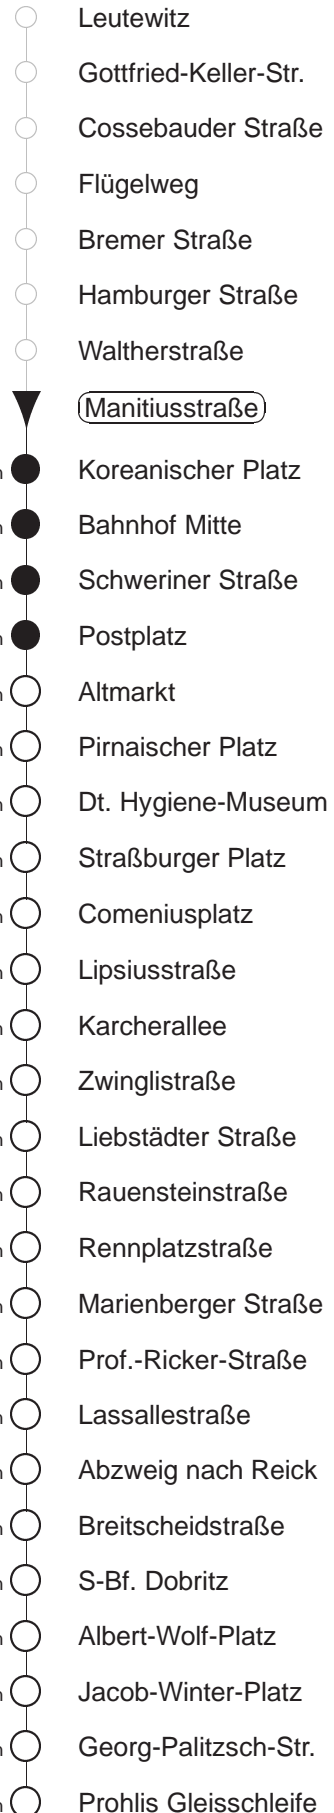 Leutewitz
Gottfried-Keller-Str.
Cossebauder Straße
Flügelweg
Bremer Straße
Hamburger Straße
Waltherstraße
Manitiusstraße
n Koreanischer Platz
n Bahnhof Mitte
n Schweriner Straße
n Postplatz
n Altmarkt
n Pirnaischer Platz
n Dt. Hygiene-Museum
n Straßburger Platz
n Comeniusplatz
n Lipsiusstraße
n Karcherallee
n Zwinglistraße
n Liebstädter Straße
n Rauensteinstraße
n Rennplatzstraße
n Marienberger Straße
n Prof.-Ricker-Straße
n Lassallestraße
n Abzweig nach Reick
n Breitscheidstraße
n S-Bf. Dobritz
n Albert-Wolf-Platz
n Jacob-Winter-Platz
n Georg-Palitzsch-Str.
n Prohlis Gleisschleife